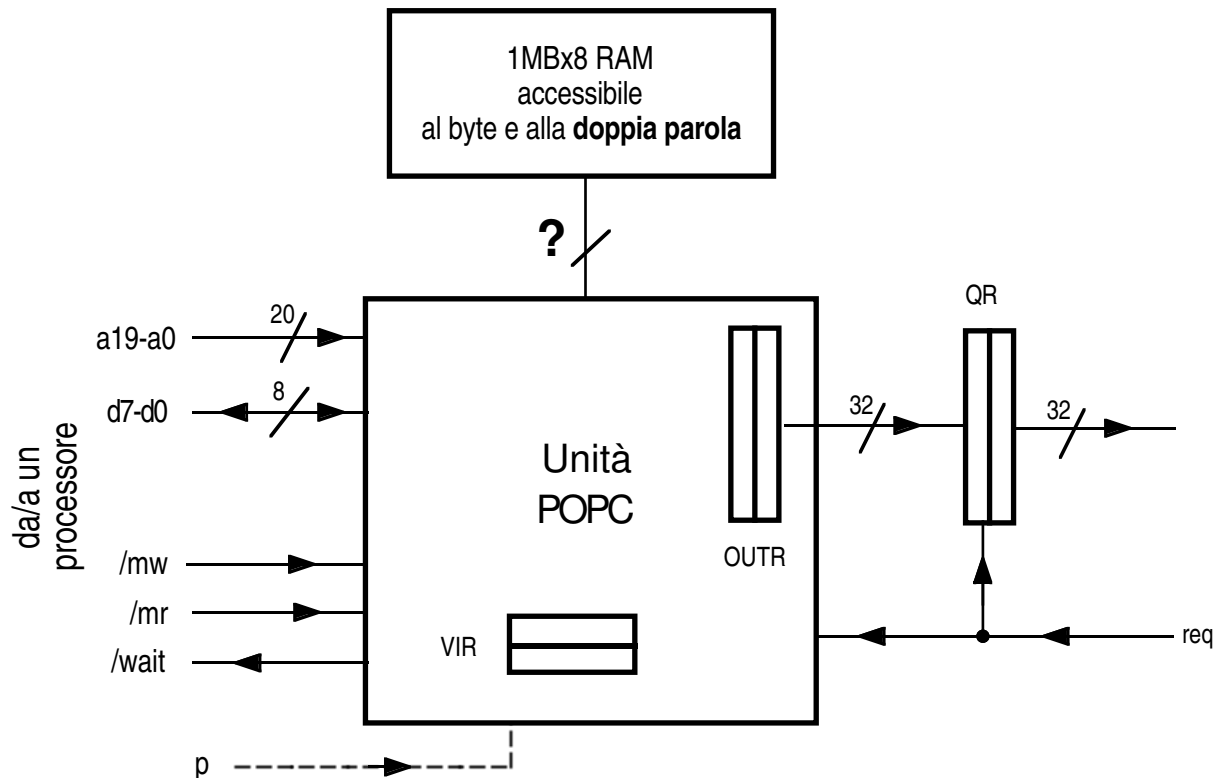 1MBx8 RAM
accessibile
al byte e alla doppia parola
?
QR
a19-a0
20
d7-d0
8
32
32
da/a un
processore
Unità
POPC
OUTR
/mw
/mr
/wait
VIR
req
p